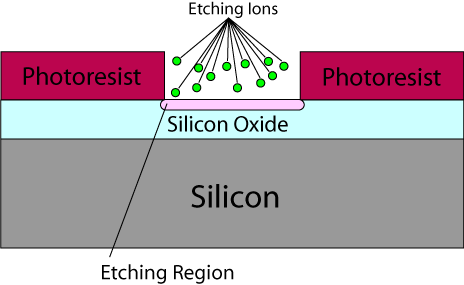 Etching Ions
Photoresist
Photoresist
Silicon Oxide
Silicon
Etching Region